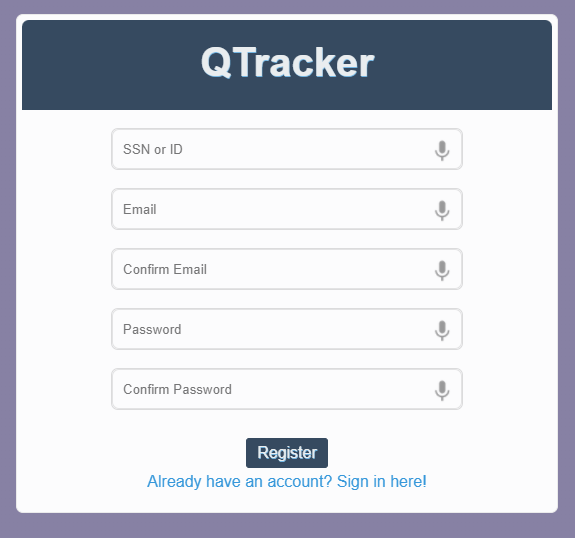 QTracker
SSN or ID
Email
Confirm Email
Password
Confirm Password
Register
Already have an account? Sign in here!